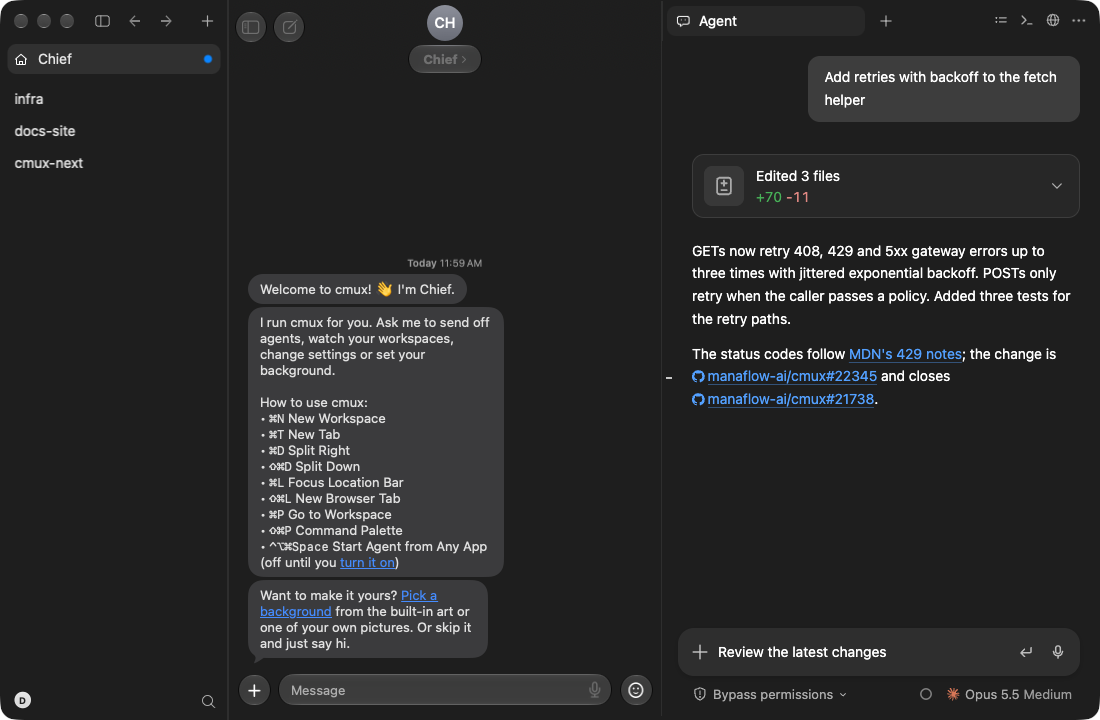 Chief
infra
docs-site
cmux-next
D
CH
Chief
Today 11:59 AM
Welcome to cmux! 👋 I'm Chief.
I run cmux for you. Ask me to send off
agents, watch your workspaces,
change settings or set your
background.
How to use cmux:
• ⌘N New Workspace
• ⌘T New Tab
• ⌘D Split Right
• ⇧⌘D Split Down
• ⌘L Focus Location Bar
• ⇧⌘L New Browser Tab
• ⌘P Go to Workspace
• ⇧⌘P Command Palette
• ^⌥⌘Space Start Agent from Any App
(off until you turn it on)
Want to make it yours? Pick a
background from the built-in art or
one of your own pictures. Or skip it
and just say hi.
Message
Agent
Add retries with backoff to the fetch
helper
Edited 3 files
+70 -11
GETs now retry 408, 429 and 5xx gateway errors up to
three times with jittered exponential backoff. POSTs only
retry when the caller passes a policy. Added three tests for
the retry paths.
The status codes follow MDN's 429 notes; the change is
manaflow-ai/cmux#22345 and closes
manaflow-ai/cmux#21738.
Review the latest changes
Bypass permissions
Opus 5.5 Medium